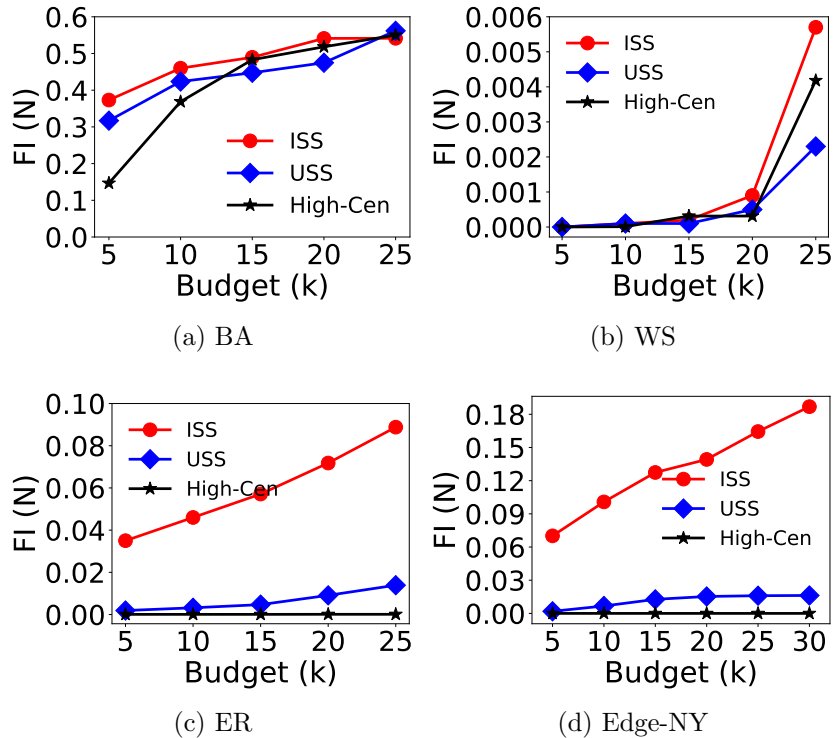 FI (N)
0.6
0.5
0.4
0.3
0.2
0.1
0.0
ISS
USS
High-Cen
5 10 15 20 25
Budget (k)
(a) BA
FI (N)
0.006
0.005
0.004
0.003
0.002
0.001
0.000
ISS
USS
High-Cen
5 10 15 20 25
Budget (k)
(b) WS
FI (N)
0.10
0.08
0.06
0.04
0.02
0.00
ISS
USS
High-Cen
5 10 15 20 25
Budget (k)
(c) ER
FI (N)
0.18
0.15
0.12
0.09
0.06
0.03
0.00
ISS
USS
High-Cen
5 10 15 20 25 30
Budget (k)
(d) Edge-NY